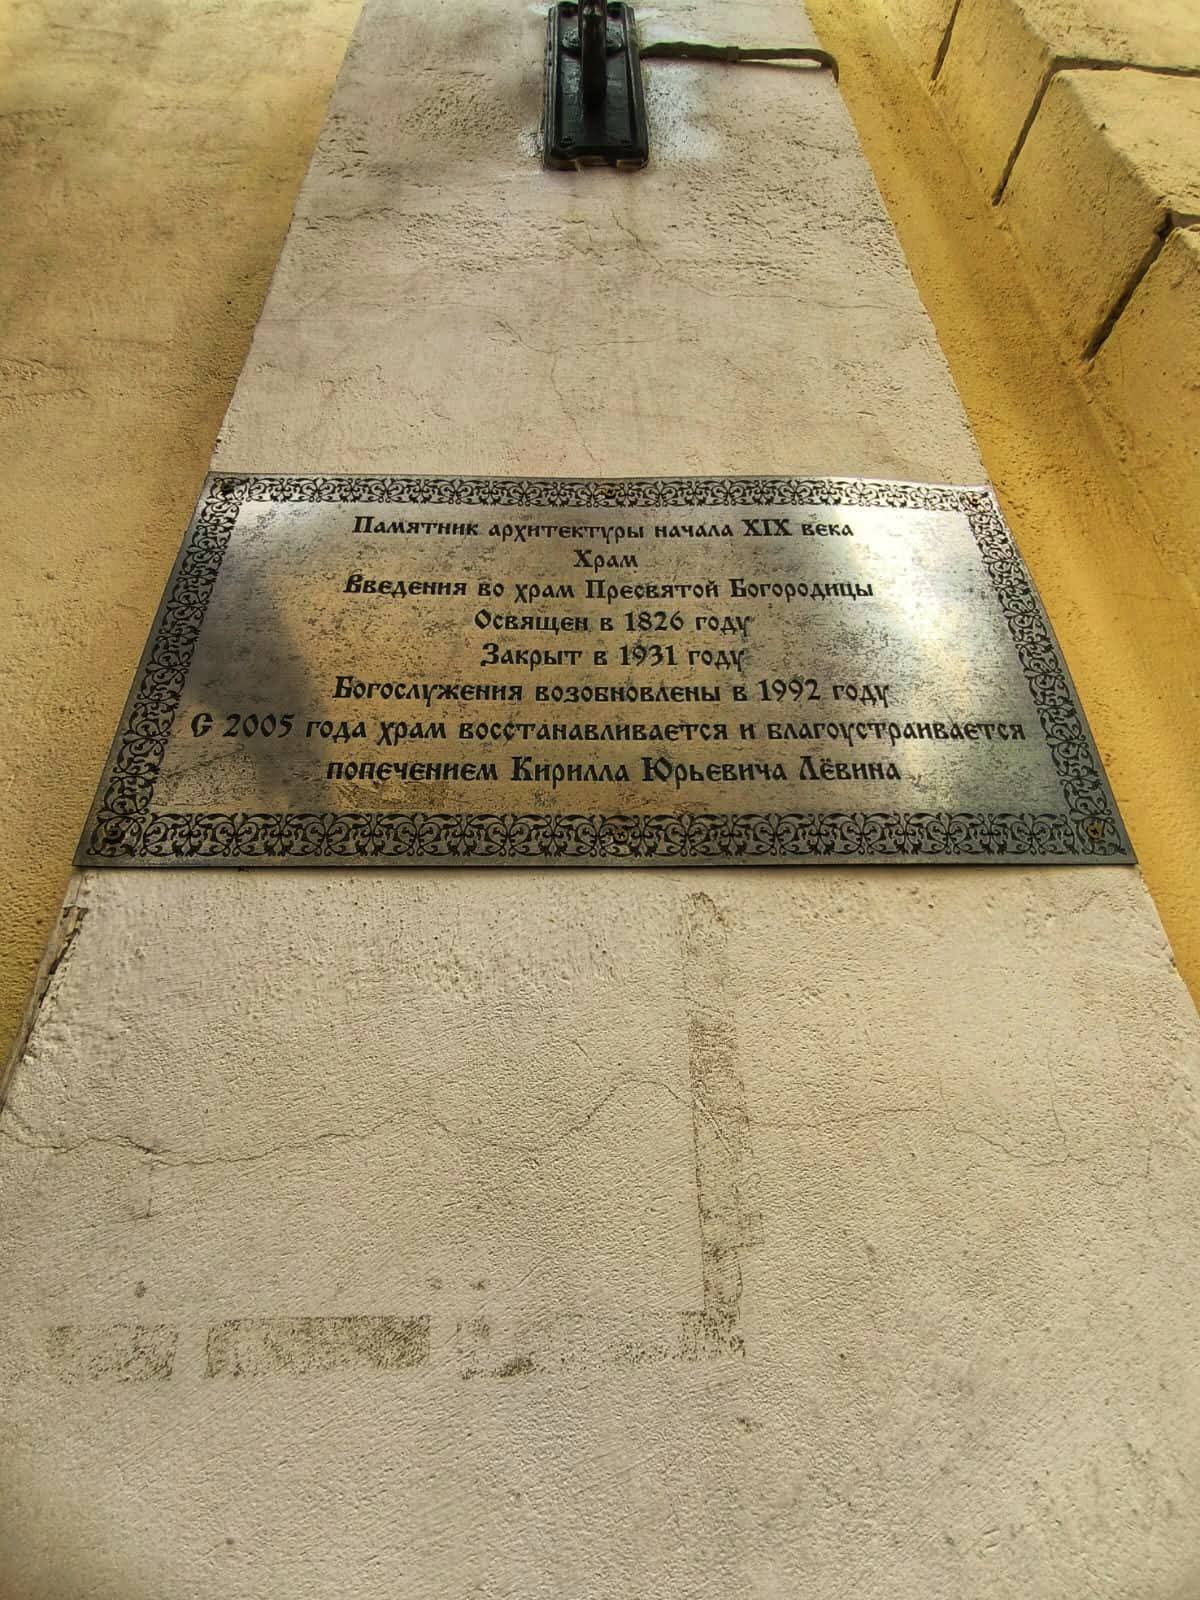 Памятник архитектуры начала XIX века
Храм
Введения во храм Пресвятой Богородицы
Освящен в 1826 году
Закрыт в 1931 году
Богослужения возобновлены в 1992 году
С 2005 года храм восстанавливается и благоустраивается
попечением Кирилла Юрьевича Лёвина